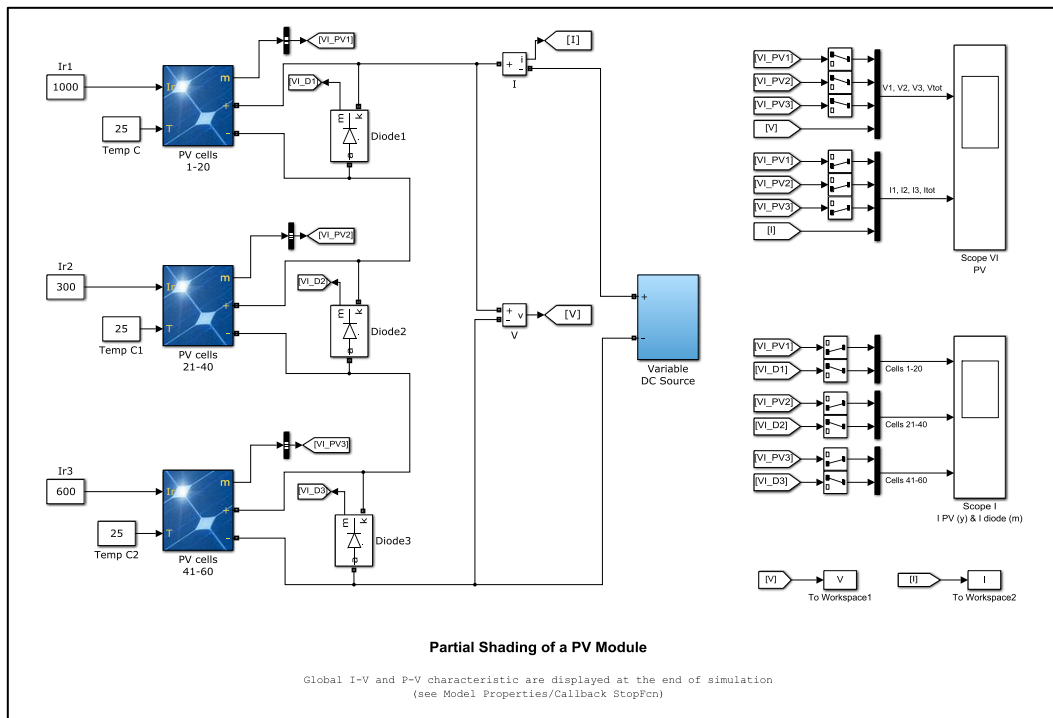 Ir1
1000
Ir
T
25
Temp C
m
+
-
PV cells
1-20
[VI_PV1]
[VI_D1]
m
k
a
Diode1
+
i
-
I
[I]
Ir2
300
Ir
T
25
Temp C1
m
+
-
PV cells
21-40
[VI_PV2]
[VI_D2]
m
k
a
Diode2
+
-
v
V
[V]
+
-
Variable
DC Source
Ir3
600
Ir
T
25
Temp C2
m
+
-
PV cells
41-60
[VI_PV3]
[VI_D3]
m
k
a
Diode3
[VI_PV1]
[VI_PV2]
[VI_PV3]
[V]
V1, V2, V3, Vtot
[VI_PV1]
[VI_PV2]
[VI_PV3]
[I]
I1, I2, I3, Itot
Scope VI
PV
[VI_PV1]
[VI_D1]
Cells 1-20
[VI_PV2]
[VI_D2]
Cells 21-40
[VI_PV3]
[VI_D3]
Cells 41-60
Scope I
I PV (y) & I diode (m)
[V]
V
To Workspace1
[I]
I
To Workspace2
Partial Shading of a PV Module
Global I-V and P-V characteristic are displayed at the end of simulation
(see Model Properties/Callback StopFcn)